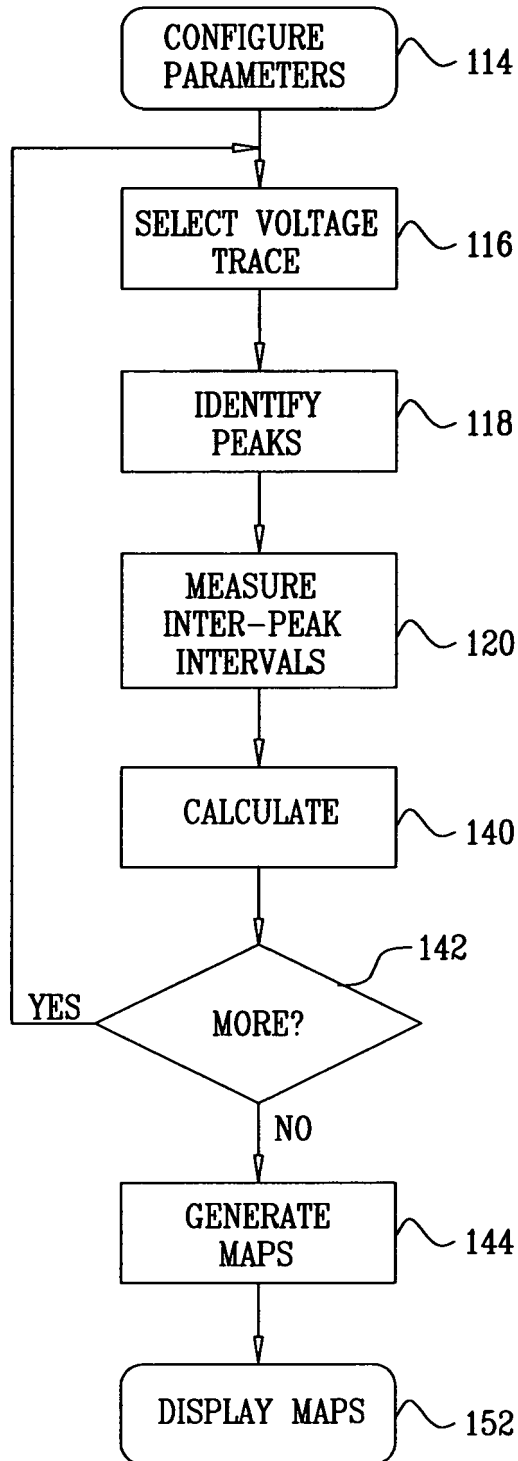 CONFIGURE
PARAMETERS
114
SELECT VOLTAGE
TRACE
116
IDENTIFY
PEAKS
118
MEASURE
INTER-PEAK
INTERVALS
120
CALCULATE
140
142
YES
MORE?
NO
GENERATE
MAPS
144
DISPLAY MAPS
152